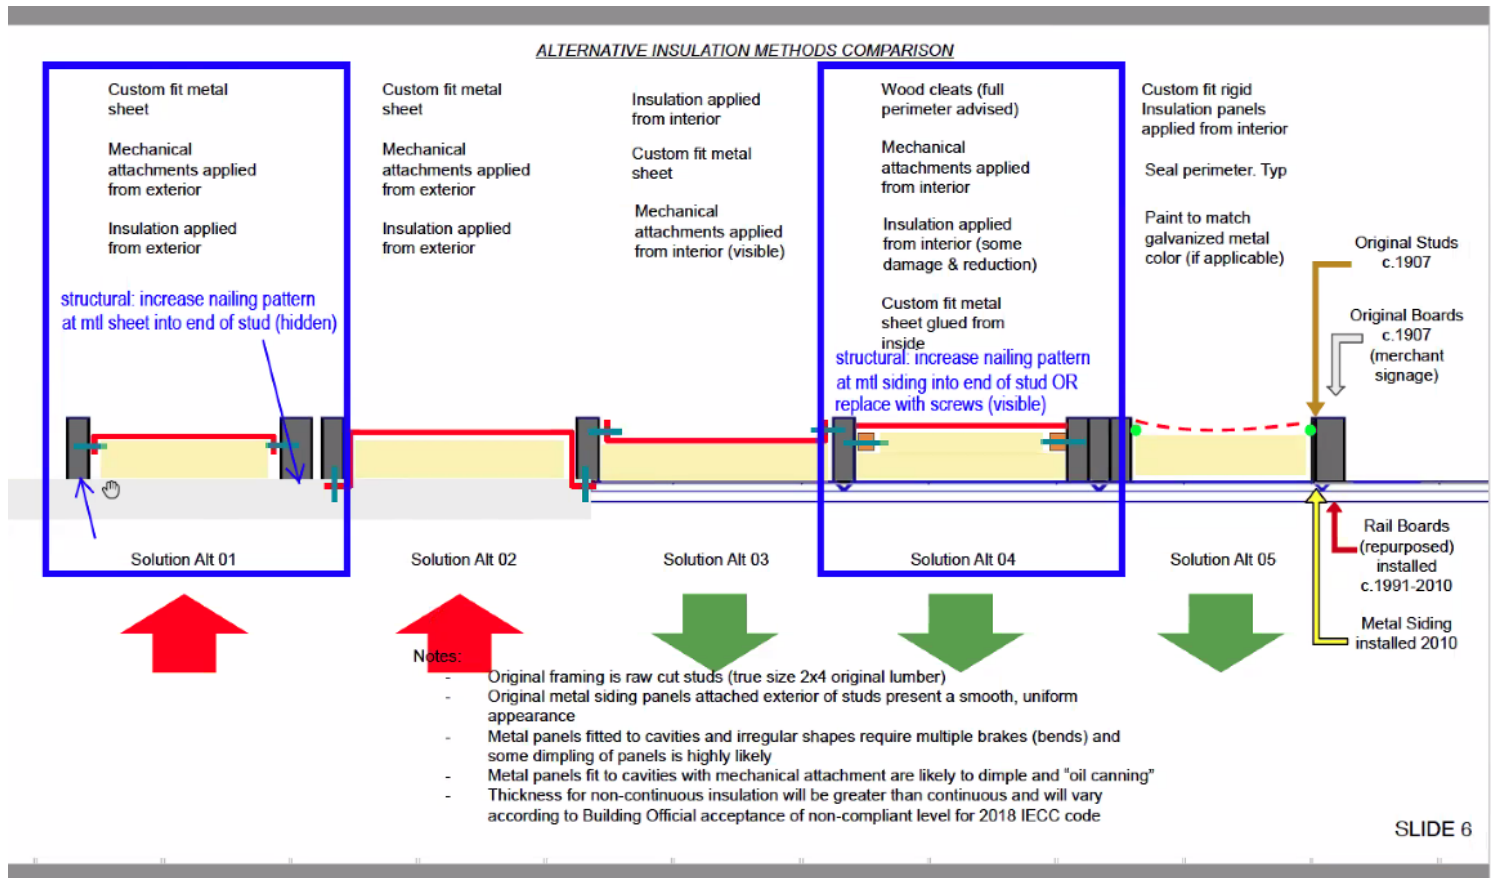 ALTERNATIVE INSULATION METHODS COMPARISON
Custom fit metal
sheet
Mechanical
attachments applied
from exterior
Insulation applied
from exterior
structural: increase nailing pattern
at mtl sheet into end of stud (hidden)
Solution Alt 01
Custom fit metal
sheet
Mechanical
attachments applied
from exterior
Insulation applied
from exterior
Solution Alt 02
Insulation applied
from interior
Custom fit metal
sheet
Mechanical
attachments applied
from interior (visible)
Solution Alt 03
Wood cleats (full
perimeter advised)
Mechanical
attachments applied
from interior
Insulation applied
from interior (some
damage & reduction)
Custom fit metal
sheet glued from
inside
structural: increase nailing pattern
at mtl siding into end of stud OR
replace with screws (visible)
Solution Alt 04
Custom fit rigid
Insulation panels
applied from interior
Seal perimeter. Typ
Paint to match
galvanized metal
color (if applicable)
Solution Alt 05
Original Studs
c.1907
Original Boards
c.1907
(merchant
signage)
Rail Boards
(repurposed)
installed
c.1991-2010
Metal Siding
installed 2010
Notes:
- Original framing is raw cut studs (true size 2x4 original lumber)
- Original metal siding panels attached exterior of studs present a smooth, uniform
appearance
- Metal panels fitted to cavities and irregular shapes require multiple brakes (bends) and
some dimpling of panels is highly likely
- Metal panels fit to cavities with mechanical attachment are likely to dimple and “oil canning”
- Thickness for non-continuous insulation will be greater than continuous and will vary
according to Building Official acceptance of non-compliant level for 2018 IECC code
SLIDE 6